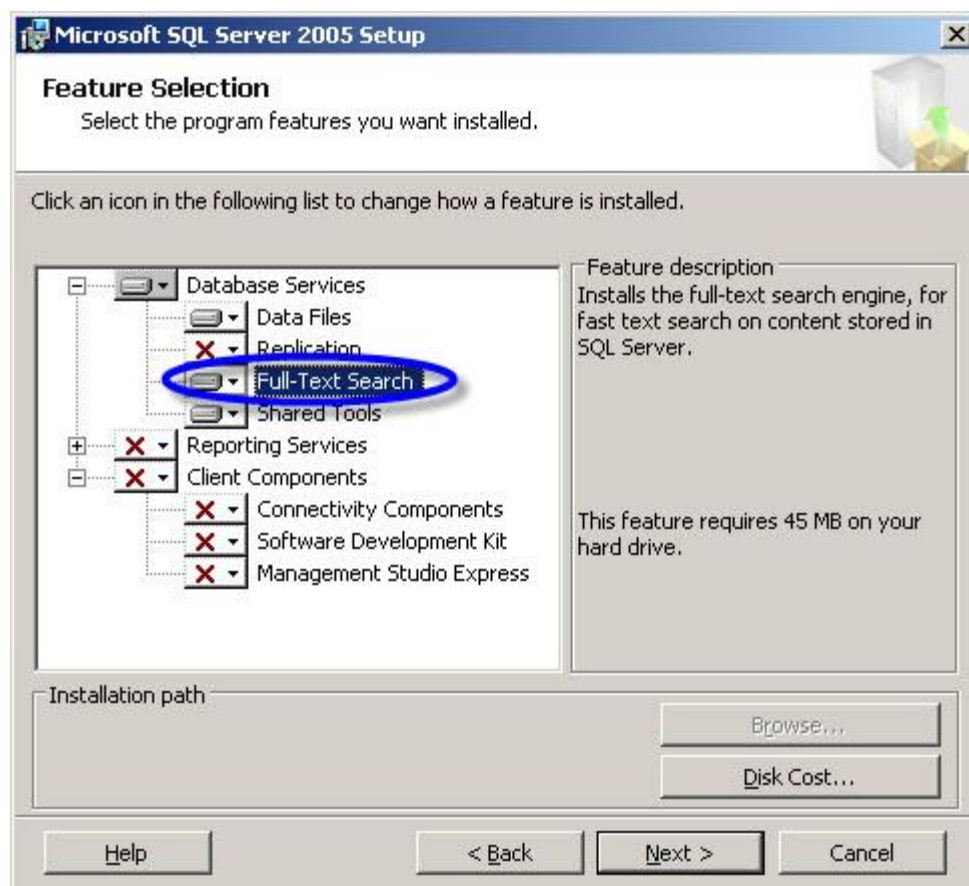 Microsoft SQL Server 2005 Setup
Feature Selection
Select the program features you want installed.
Click an icon in the following list to change how a feature is installed.
Database Services
Data Files
Replication
Full-Text Search
Shared Tools
Reporting Services
Client Components
Connectivity Components
Software Development Kit
Management Studio Express
Feature description
Installs the full-text search engine, for
fast text search on content stored in
SQL Server.
This feature requires 45 MB on your
hard drive.
Installation path
Browse...
Disk Cost...
Help
< Back
Next >
Cancel